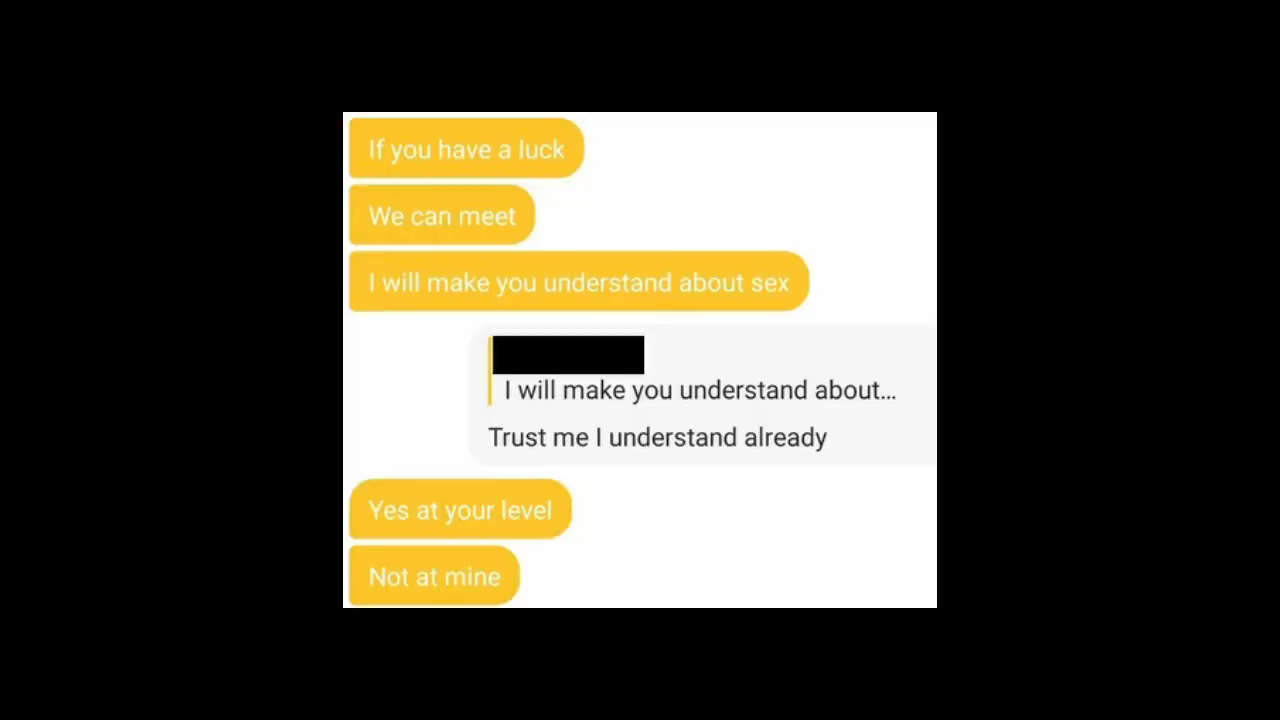 If you have a luck
We can meet
I will make you understand about sex
I will make you understand about...
Trust me I understand already
Yes at your level
Not at mine